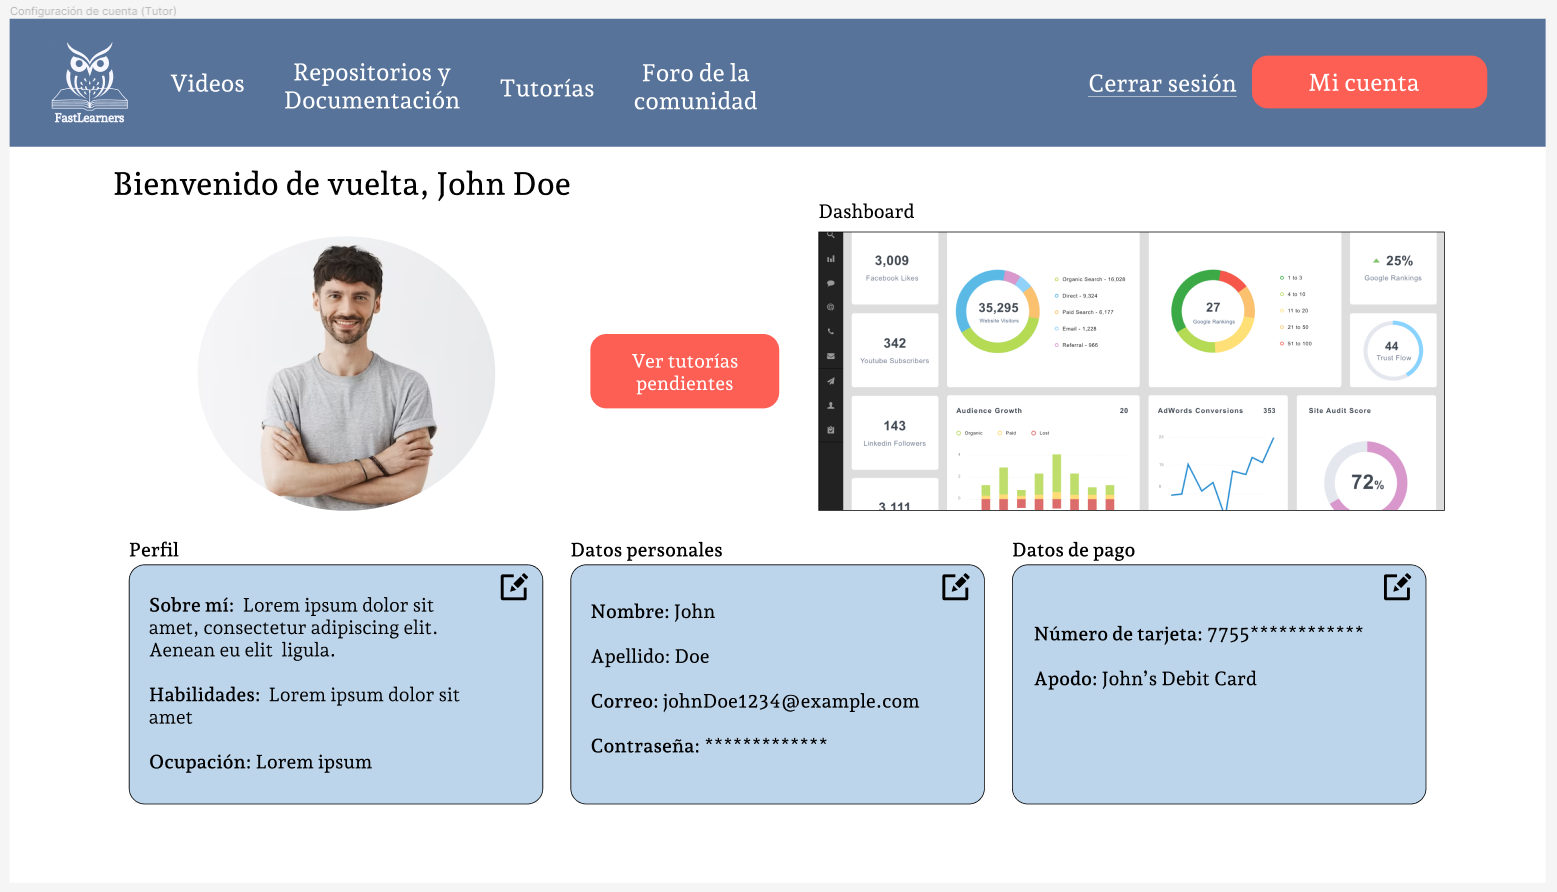 Configuración de cuenta (Tutor)
FastLearners
Videos
Repositorios y
Documentación
Tutorías
Foro de la
comunidad
Cerrar sesión
Mi cuenta
Bienvenido de vuelta, John Doe
Ver tutorías
pendientes
Dashboard
3,009
Facebook Likes
342
Youtube Subscribers
143
Linkedin Followers
3,111
35,295
Website Visitors
Organic Search - 16,028
Direct - 9,324
Paid Search - 6,177
Email - 1,228
Referral - 966
27
Google Rankings
1 to 3
4 to 10
11 to 20
21 to 50
51 to 100
25%
Google Rankings
44
Trust Flow
Audience Growth 20
Organic Paid Lost
4
2
0
AdWords Conversions 353
Site Audit Score
72%
Perfil
Sobre mí: Lorem ipsum dolor sit
amet, consectetur adipiscing elit.
Aenean eu elit ligula.
Habilidades: Lorem ipsum dolor sit
amet
Ocupación: Lorem ipsum
Datos personales
Nombre: John
Apellido: Doe
Correo: johnDoe1234@example.com
Contraseña: *************
Datos de pago
Número de tarjeta: 7755************
Apodo: John’s Debit Card